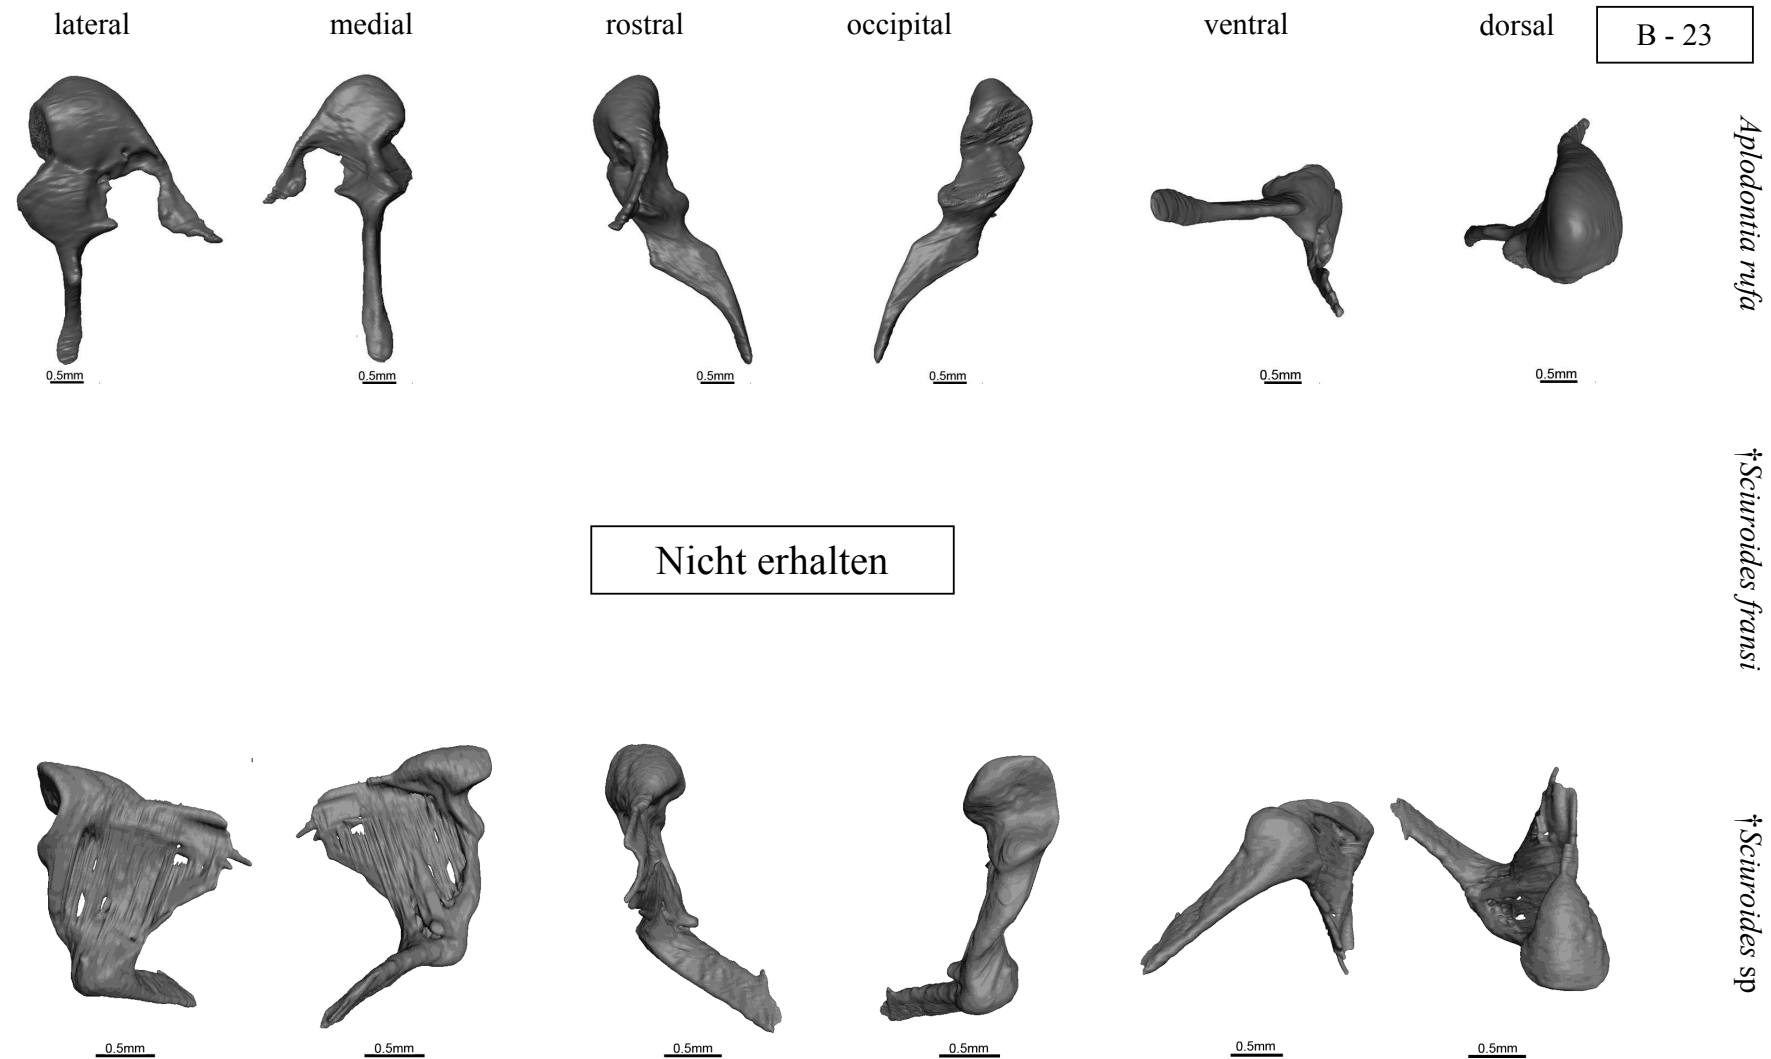 lateral medial rostral occipital ventral dorsal B - 23
Aplodontia rufa
0.5mm 0.5mm 0.5mm 0.5mm 0.5mm 0.5mm
Nicht erhalten
†Sciuroides fransi
†Sciuroides sp
0.5mm 0.5mm 0.5mm 0.5mm 0.5mm 0.5mm